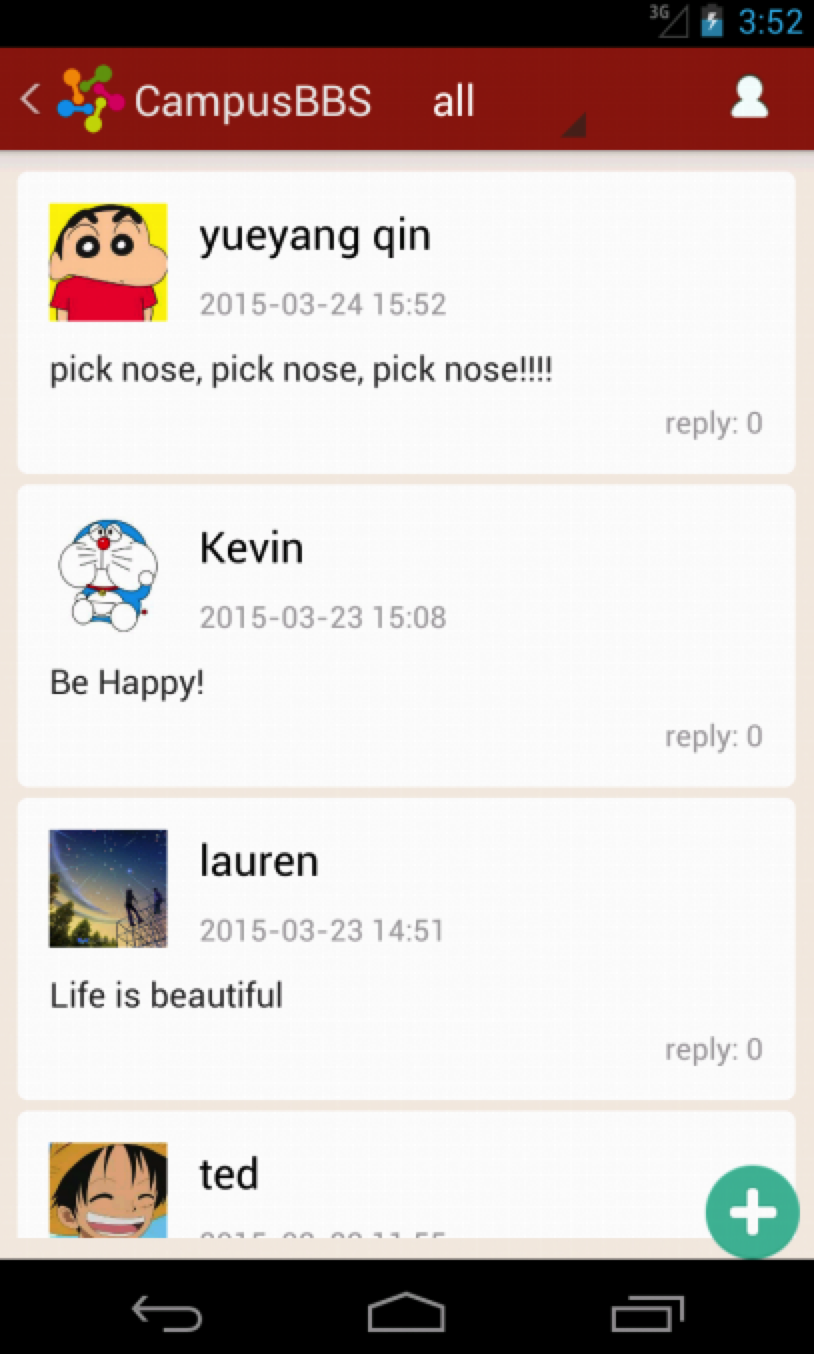 3G 3:52
CampusBBS all
yueyang qin
2015-03-24 15:52
pick nose, pick nose, pick nose!!!!
reply: 0
Kevin
2015-03-23 15:08
Be Happy!
reply: 0
lauren
2015-03-23 14:51
Life is beautiful
reply: 0
ted